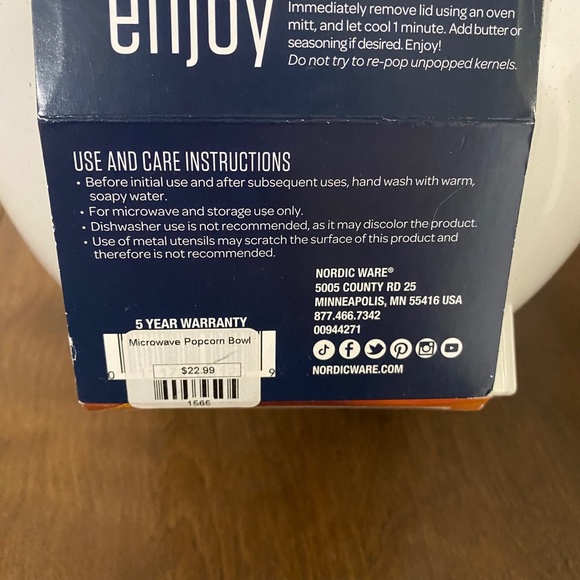 enjoy
Immediately remove lid using an oven
mitt, and let cool 1 minute. Add butter or
seasoning if desired. Enjoy!
Do not try to re-pop unpopped kernels.
USE AND CARE INSTRUCTIONS
• Before initial use and after subsequent uses, hand wash with warm,
soapy water.
• For microwave and storage use only.
• Dishwasher use is not recommended, as it may discolor the product.
• Use of metal utensils may scratch the surface of this product and
therefore is not recommended.
NORDIC WARE®
5005 COUNTY RD 25
MINNEAPOLIS, MN 55416 USA
877.466.7342
00944271
NORDICWARE.COM
5 YEAR WARRANTY
Microwave Popcorn Bowl
$22.99
0 9
1566